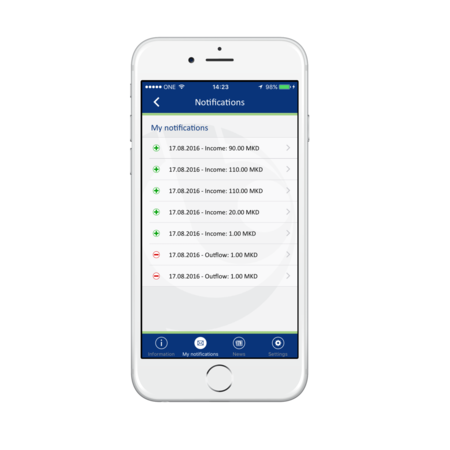 ONE 14:23 98%
Notifications
My notifications
17.08.2016 - Income: 90.00 MKD
17.08.2016 - Income: 110.00 MKD
17.08.2016 - Income: 110.00 MKD
17.08.2016 - Income: 20.00 MKD
17.08.2016 - Income: 1.00 MKD
17.08.2016 - Outflow: 1.00 MKD
17.08.2016 - Outflow: 1.00 MKD
Information My notifications News Settings